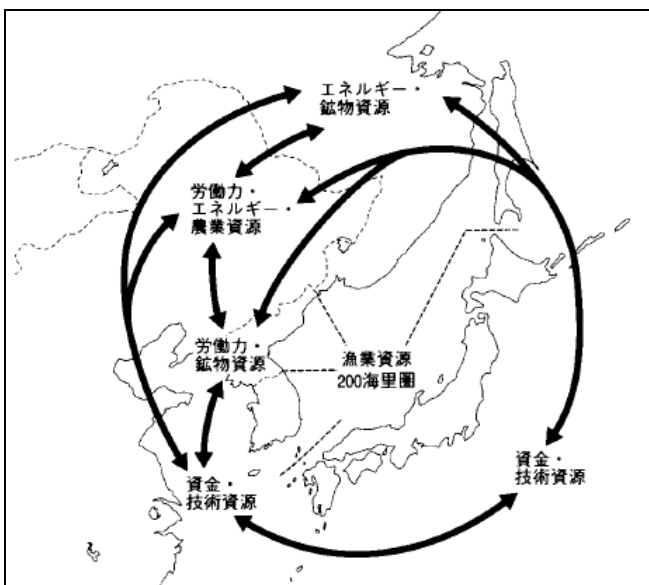 エネルギー・
鉱物資源
労働力・
エネルギー・
農業資源
労働力・
鉱物資源
漁業資源
200海里圏
資金・
技術資源
資金・
技術資源